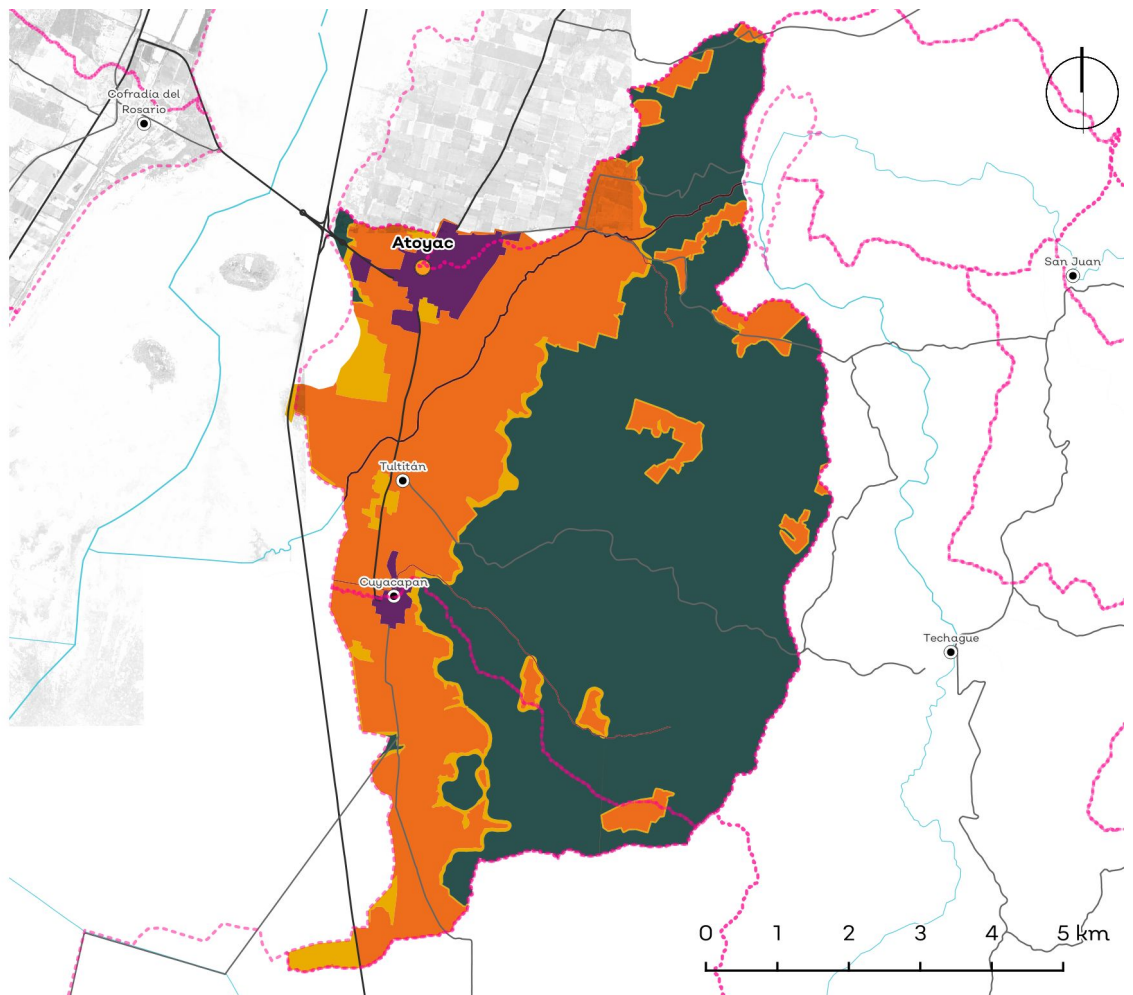 Cofradía del
Rosario
Atoyac
San Juan
Tultitán
Cuyacapan
Techague
0 1 2 3 4 5 km